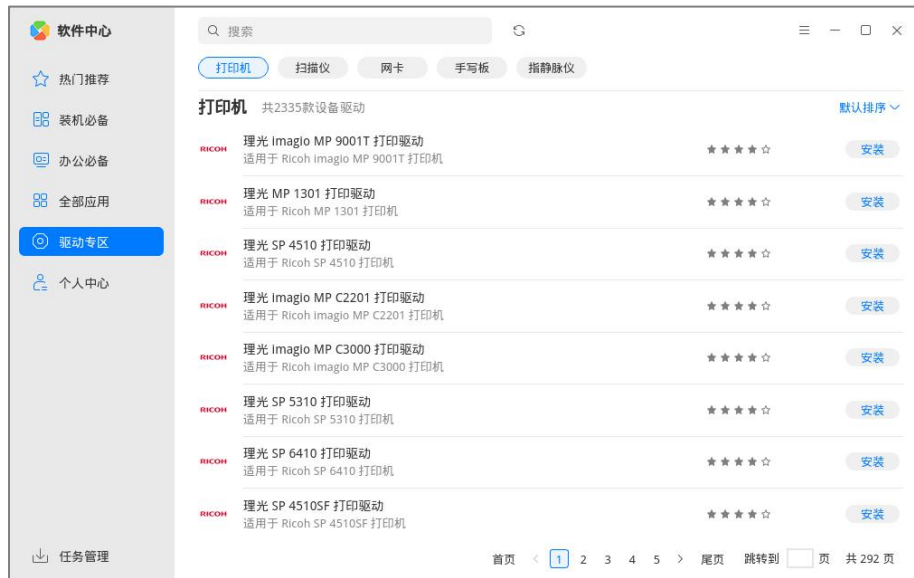 软件中心
搜索
热门推荐
装机必备
办公必备
全部应用
驱动专区
个人中心
任务管理
打印机 扫描仪 网卡 手写板 指静脉仪
打印机 共2335款设备驱动 默认排序
RICOH 理光 imagio MP 9001T 打印驱动
适用于 Ricoh imagio MP 9001T 打印机
安装
RICOH 理光 MP 1301 打印驱动
适用于 Ricoh MP 1301 打印机
安装
RICOH 理光 SP 4510 打印驱动
适用于 Ricoh SP 4510 打印机
安装
RICOH 理光 imagio MP C2201 打印驱动
适用于 Ricoh imagio MP C2201 打印机
安装
RICOH 理光 imagio MP C3000 打印驱动
适用于 Ricoh imagio MP C3000 打印机
安装
RICOH 理光 SP 5310 打印驱动
适用于 Ricoh SP 5310 打印机
安装
RICOH 理光 SP 6410 打印驱动
适用于 Ricoh SP 6410 打印机
安装
RICOH 理光 SP 4510SF 打印驱动
适用于 Ricoh SP 4510SF 打印机
安装
首页 < 1 2 3 4 5 > 尾页 跳转到 页 共 292 页